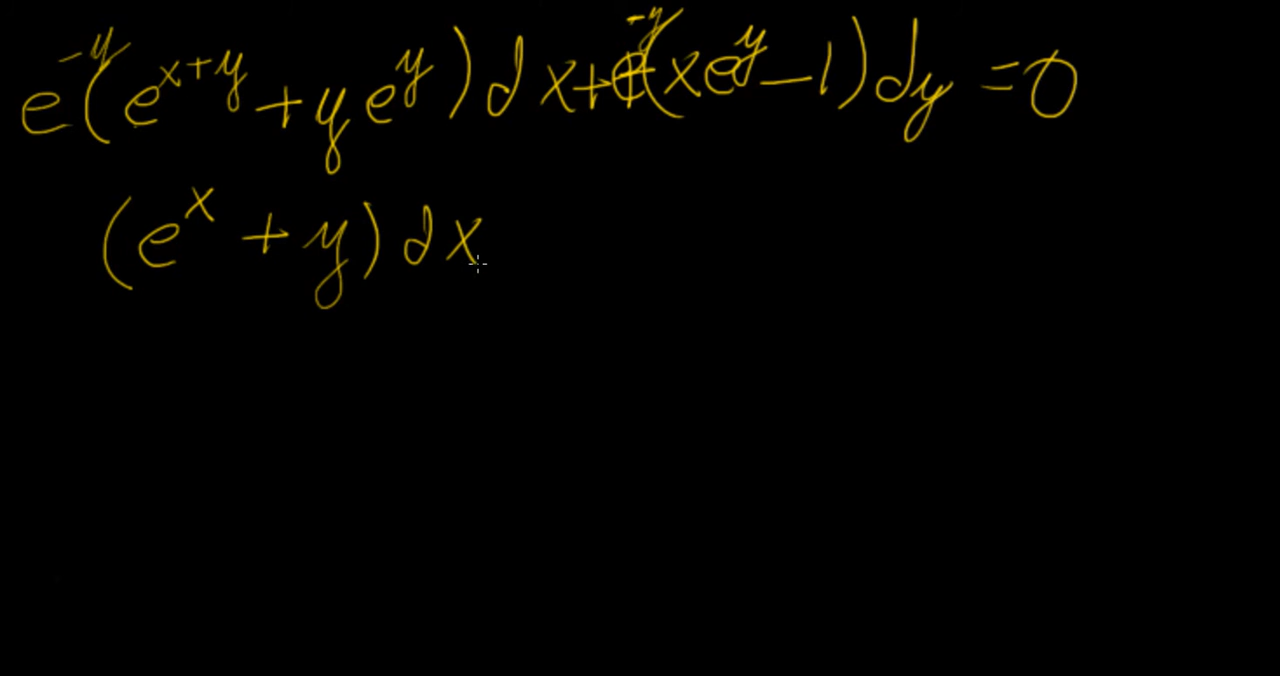 e^{-y}(e^{x+y} + ye^y)dx + e^{-y}(xe^y - 1)dy = 0
(e^x + y)dx